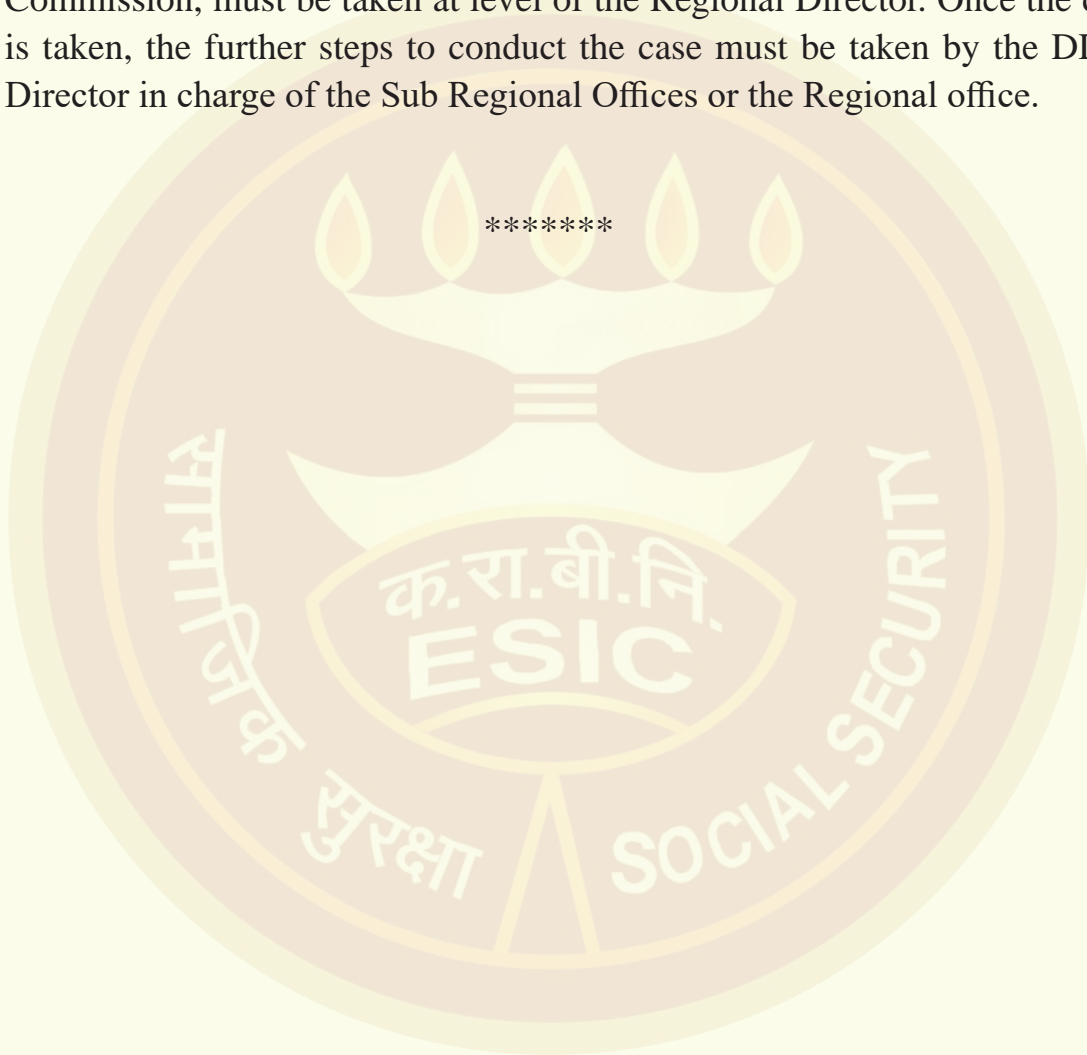 Commission, must be taken at level of the Regional Director. Once the
is taken, the further steps to conduct the case must be taken by the
Director in charge of the Sub Regional Offices or the Regional office.
*******
क.रा.बी.नि.
ESIC
सामाजिक सुरक्षा
SOCIAL SECURITY